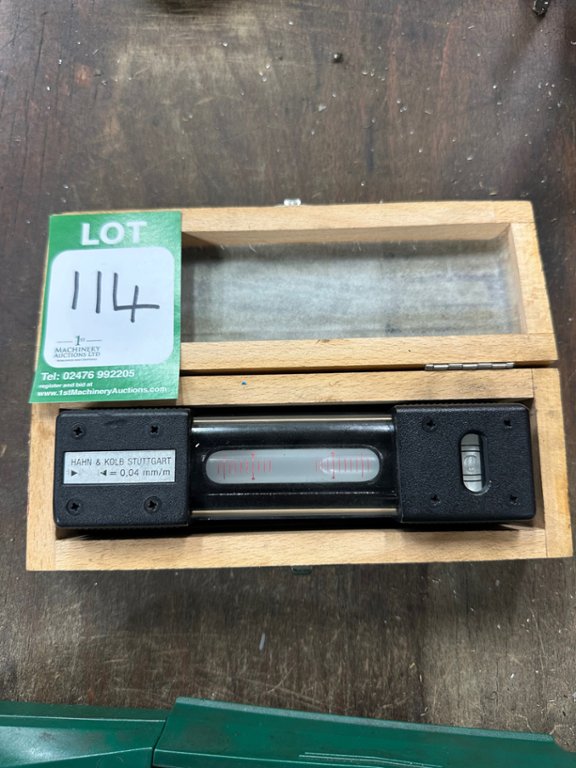 LOT
114
1st
MACHINERY
AUCTIONS LTD
Tel: 02476 992205
register and bid at
www.1stMachineryAuctions.com
HAHN & KOLB STUTTGART
= 0,04 mm/m